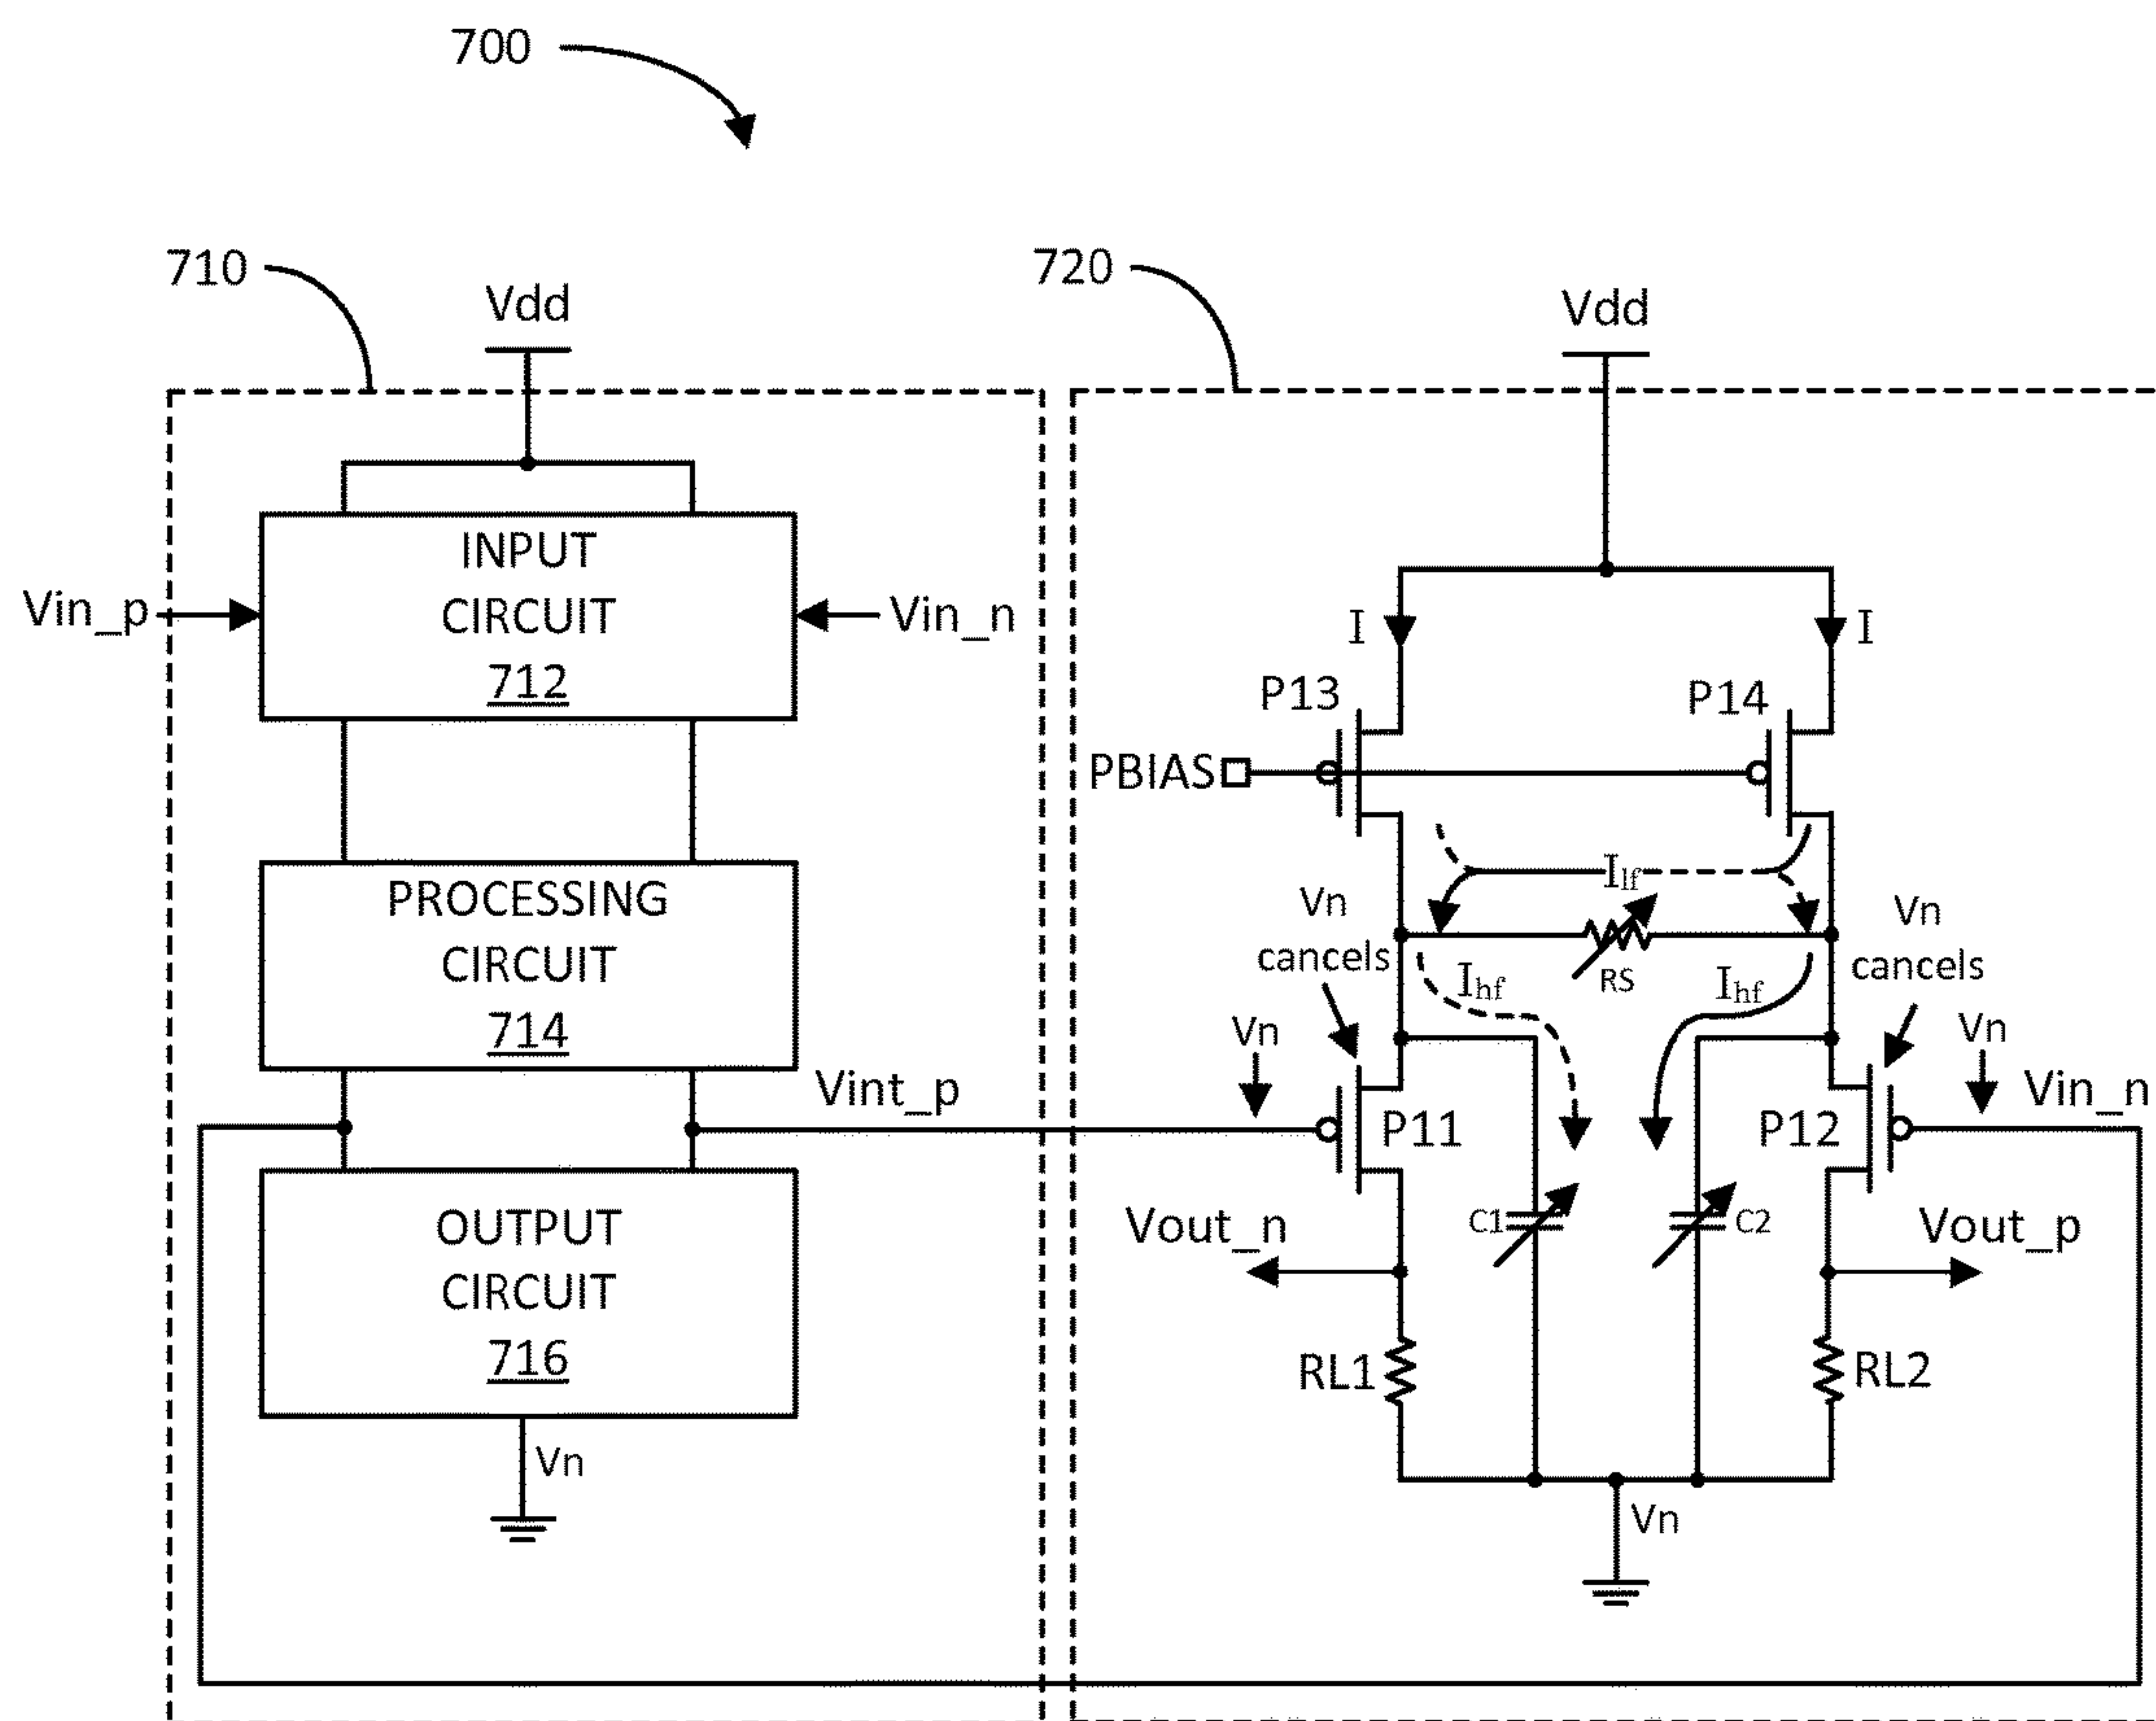 700
710
Vdd
720
Vdd
INPUT
CIRCUIT
712
Vin_p
Vin_n
I
I
P13
P14
PBIAS
PROCESSING
CIRCUIT
714
Ilf
Vn
cancels
Vn
cancels
RS
Ihf
Ihf
Vn
Vn
Vint_p
P11
P12
Vin_n
OUTPUT
CIRCUIT
716
Vout_n
C1
C2
Vout_p
RL1
RL2
Vn
Vn